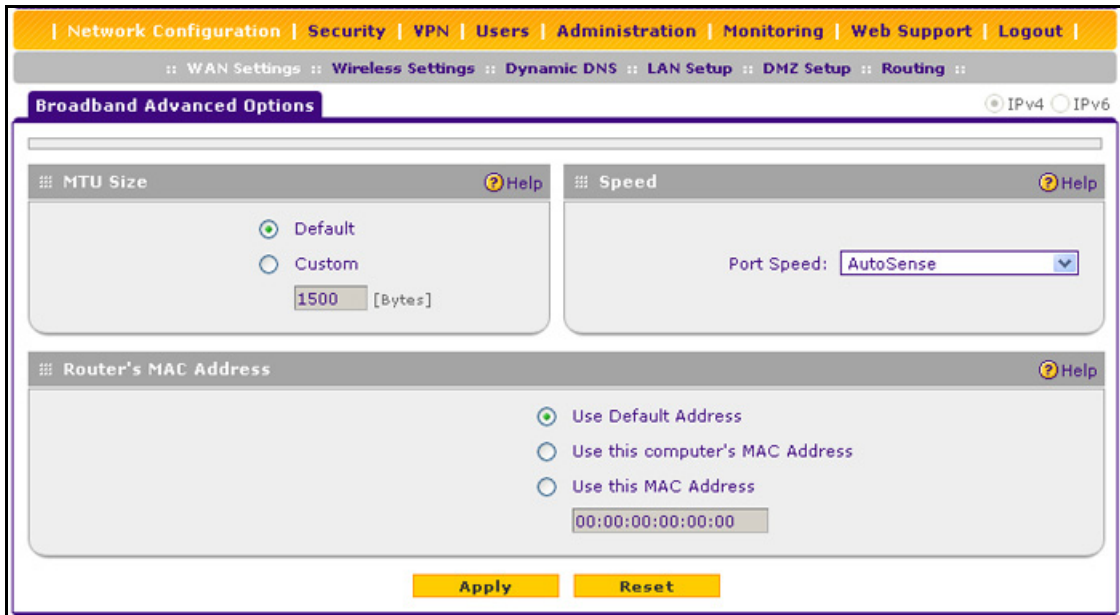 | Network Configuration | Security | VPN | Users | Administration | Monitoring | Web Support | Logout |
:: WAN Settings :: Wireless Settings :: Dynamic DNS :: LAN Setup :: DMZ Setup :: Routing ::
Broadband Advanced Options
IPv4 IPv6
MTU Size
? Help
Default
Custom
1500 [Bytes]
Speed
? Help
Port Speed: AutoSense
Router's MAC Address
? Help
Use Default Address
Use this computer's MAC Address
Use this MAC Address
00:00:00:00:00:00
Apply Reset